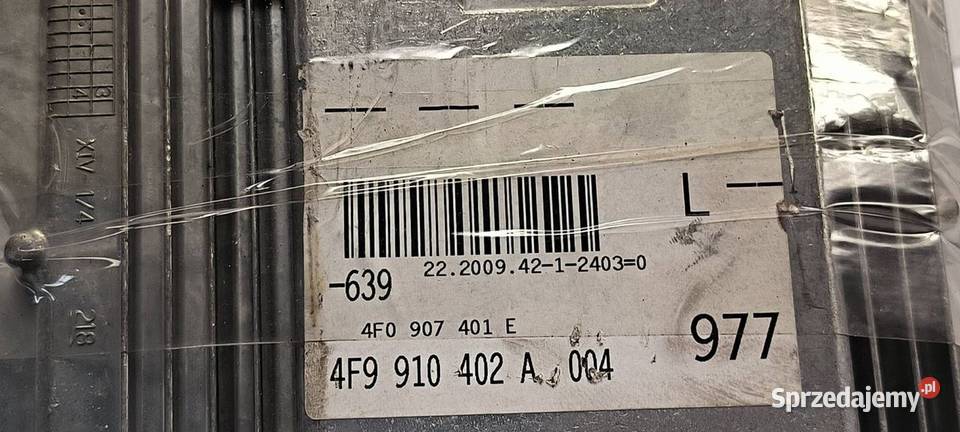 3
4
L
XIV 1/4
218
— — —
L —
22.2009.42-1-2403=0
-639
4F0 907 401 E
977
4F9 910 402 A 004
Sprzedajemy.pl